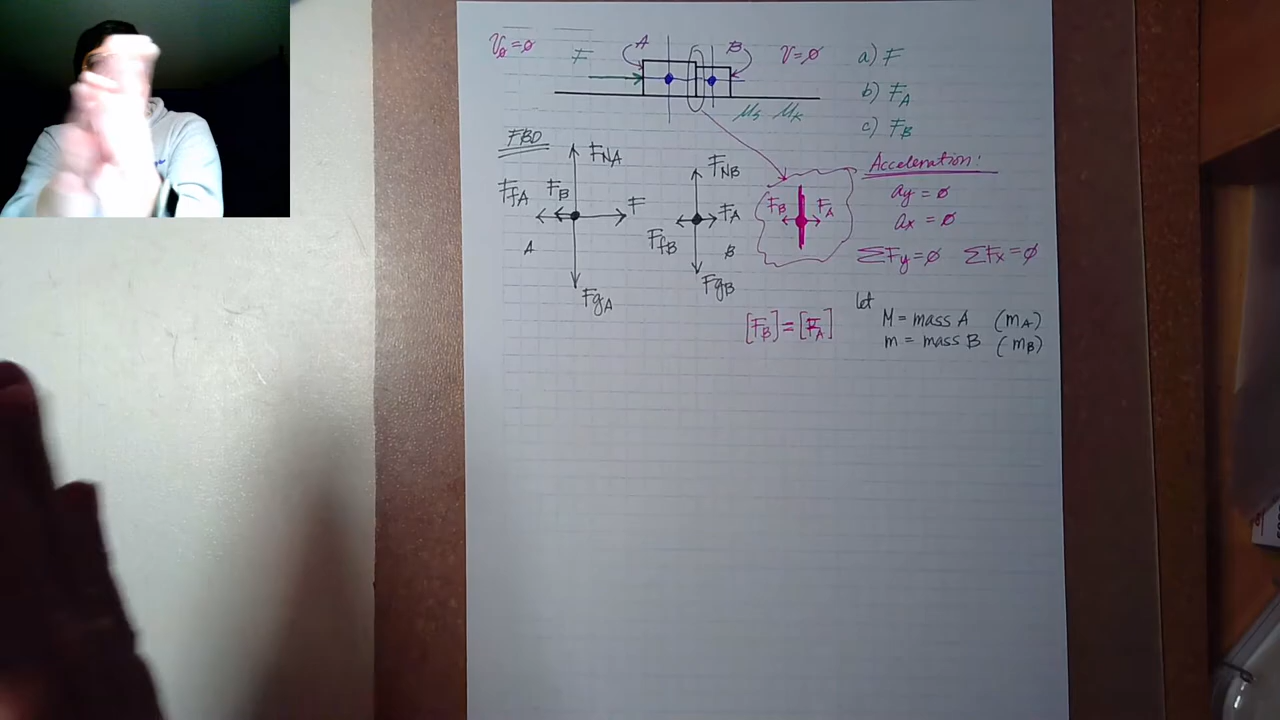 V₀=0 F A B V=0
μs μk
a) F
b) FA
c) FB
FBD
FNA
FfA FB F
A
FgA
FNB
FA
FfB
B
FgB
FB FA
Acceleration:
ay = 0
ax = 0
ΣFy=0 ΣFx=0
[FB]=[FA]
let
M = mass A (mA)
m = mass B (mB)